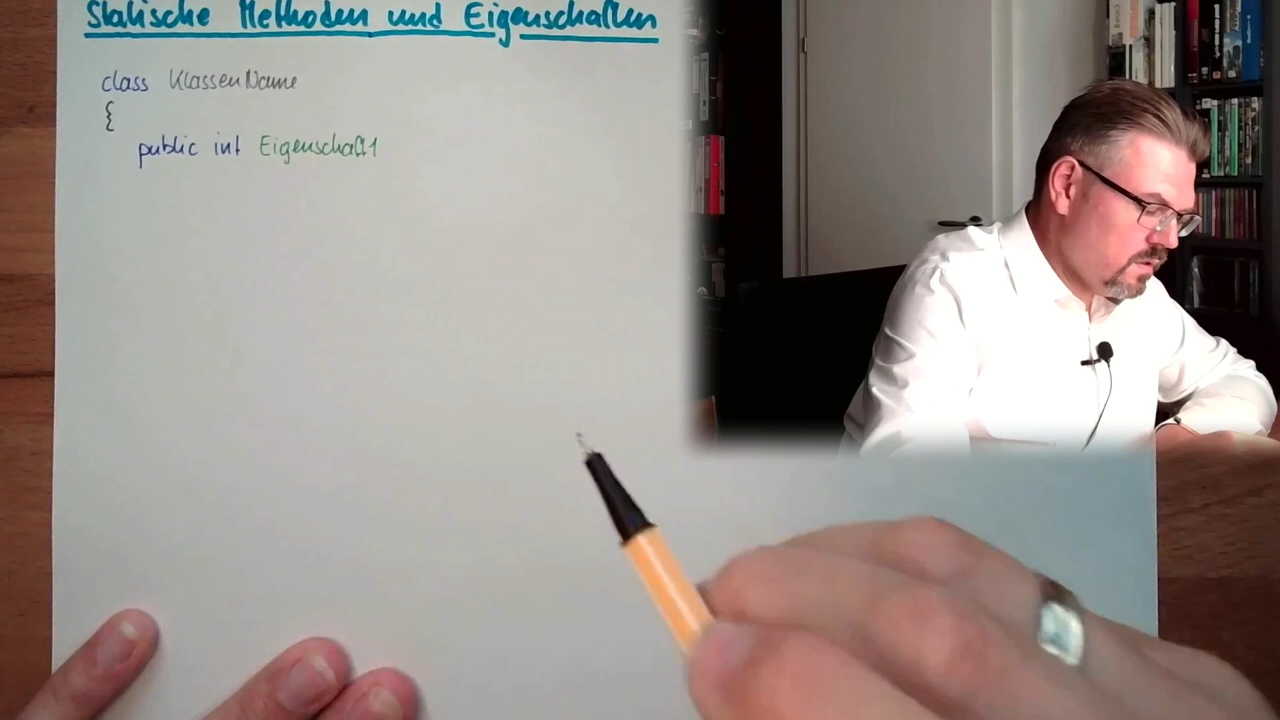 Statische Methoden und Eigenschaften
class KlassenName
{
public int Eigenschaft1